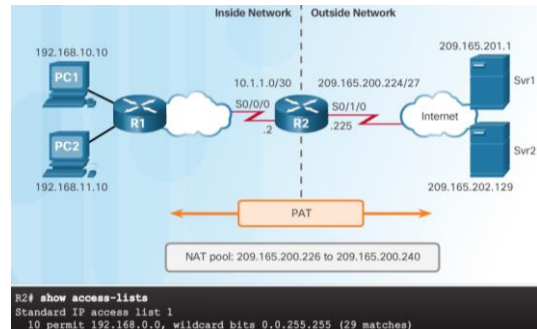 Inside Network
Outside Network
192.168.10.10
209.165.201.1
PC1
10.1.1.0/30
209.165.200.224/27
Svr1
S0/0/0
S0/1/0
Internet
R1
R2
.2
.225
PC2
Svr2
192.168.11.10
209.165.202.129
PAT
NAT pool: 209.165.200.226 to 209.165.200.240
R2# show access-lists
Standard IP access list 1
10 permit 192.168.0.0, wildcard bits 0.0.255.255 (29 matches)